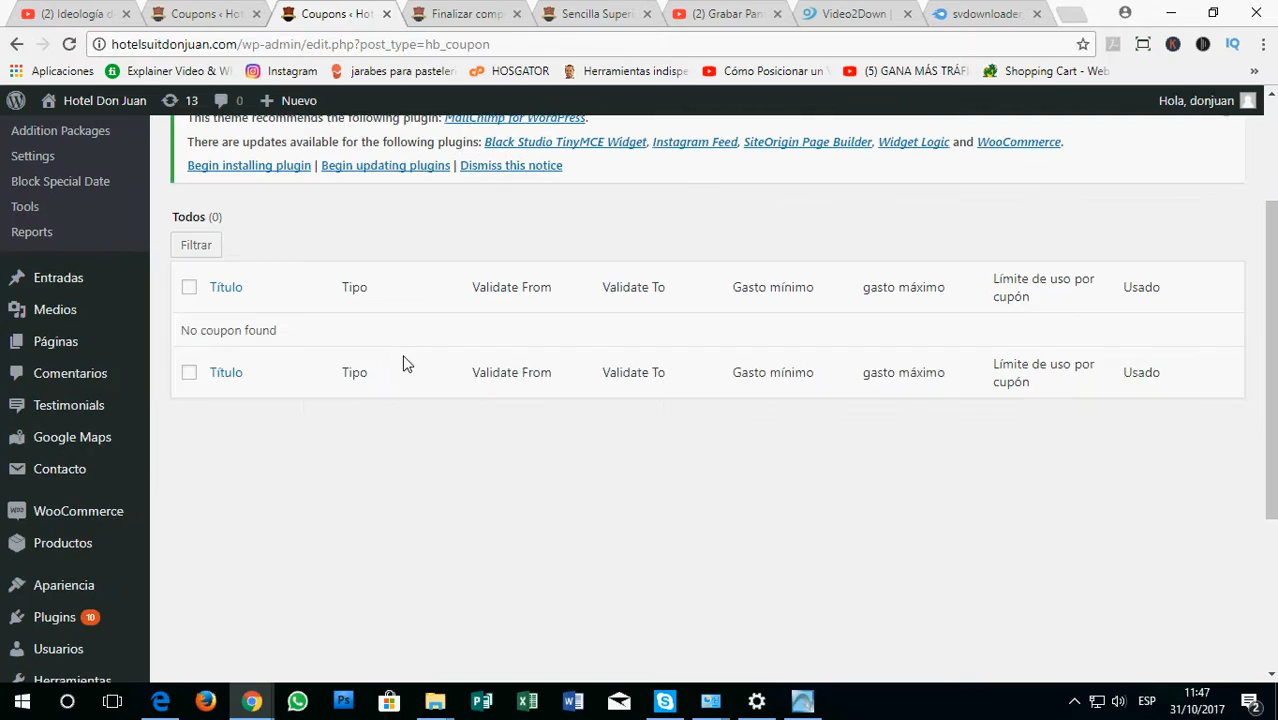 (2) Ideología d
Coupons ‹ Hot
Coupons ‹ Hot
Finalizar comp
Sencilla Superi
(2) Grabar Pan
Video2Down |
svdownloader
hotelsuitdonjuan.com/wp-admin/edit.php?post_type=hb_coupon
Aplicaciones
Explainer Video & Wi
Instagram
jarabes para pasteler
HOSGATOR
Herramientas indispe
Cómo Posicionar un V
(5) GANA MÁS TRÁF
Shopping Cart - Web
Hotel Don Juan
13
0
Nuevo
Hola, donjuan
This theme recommends the following plugin: MailChimp for WordPress.
There are updates available for the following plugins: Black Studio TinyMCE Widget, Instagram Feed, SiteOrigin Page Builder, Widget Logic and WooCommerce.
Begin installing plugin | Begin updating plugins | Dismiss this notice
Addition Packages
Settings
Block Special Date
Tools
Reports
Entradas
Medios
Páginas
Comentarios
Testimonials
Google Maps
Contacto
WooCommerce
Productos
Apariencia
Plugins 10
Usuarios
Herramientas
Todos (0)
Filtrar
Título
Tipo
Validate From
Validate To
Gasto mínimo
gasto máximo
Límite de uso por
cupón
Usado
No coupon found
Título
Tipo
Validate From
Validate To
Gasto mínimo
gasto máximo
Límite de uso por
cupón
Usado
ESP
11:47
31/10/2017